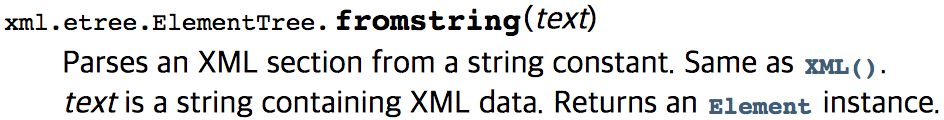 xml.etree.ElementTree.fromstring(text)
Parses an XML section from a string constant. Same as XML().
text is a string containing XML data. Returns an Element instance.